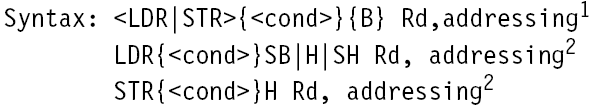 Syntax: <LDR|STR>{<cond>}{B} Rd,addressing¹
LDR{<cond>}SB|H|SH Rd, addressing²
STR{<cond>}H Rd, addressing²